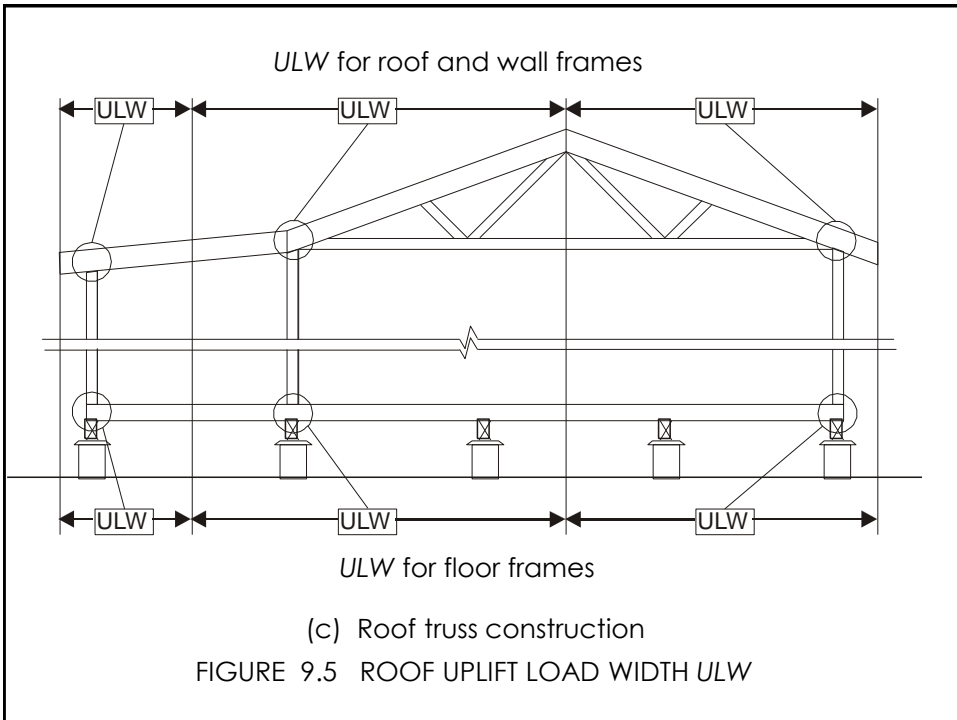 ULW for roof and wall frames
ULW ULW ULW
ULW ULW ULW
ULW for floor frames
(c) Roof truss construction
FIGURE 9.5 ROOF UPLIFT LOAD WIDTH ULW